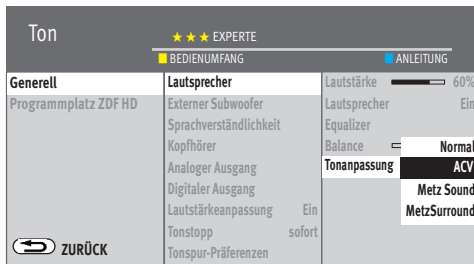 Ton
★ ★ ★ EXPERTE
BEDIENUMFANG
ANLEITUNG
Generell
Programmplatz ZDF HD
ZURÜCK
Lautsprecher
Externer Subwoofer
Sprachverständlichkeit
Kopfhörer
Analoger Ausgang
Digitaler Ausgang
Lautstärkeanpassung Ein
Tonstopp sofort
Tonspur-Präferenzen
Lautstärke 60%
Lautsprecher Ein
Equalizer
Balance
Tonanpassung
Normal
ACV
Metz Sound
MetzSurround